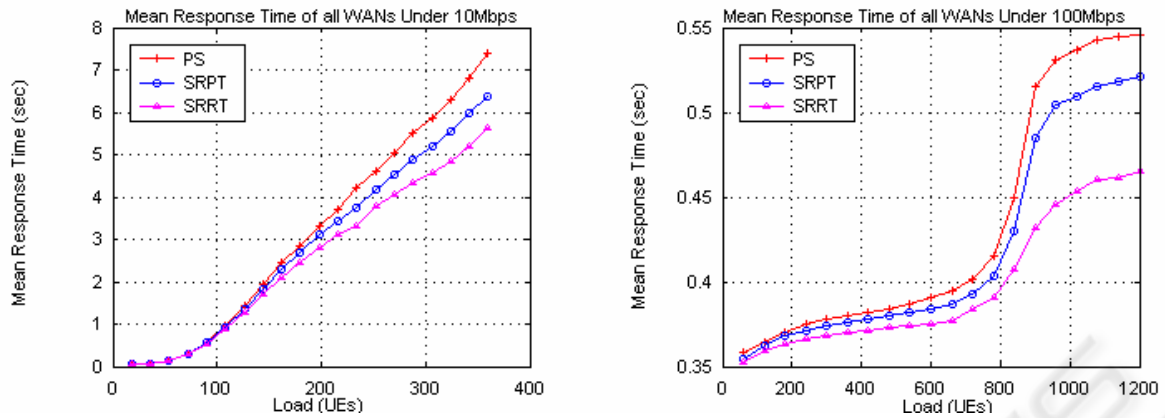 Mean Response Time of all WANs Under 10Mbps
8
7
6
5
4
3
2
1
0
0
100
200
300
400
Mean Response Time (sec)
Load (UEs)
PS
SRPT
SRRT
Mean Response Time of all WANs Under 100Mbps
0.55
0.5
0.45
0.4
0.35
0
200
400
600
800
1000
1200
Mean Response Time (sec)
Load (UEs)
PS
SRPT
SRRT